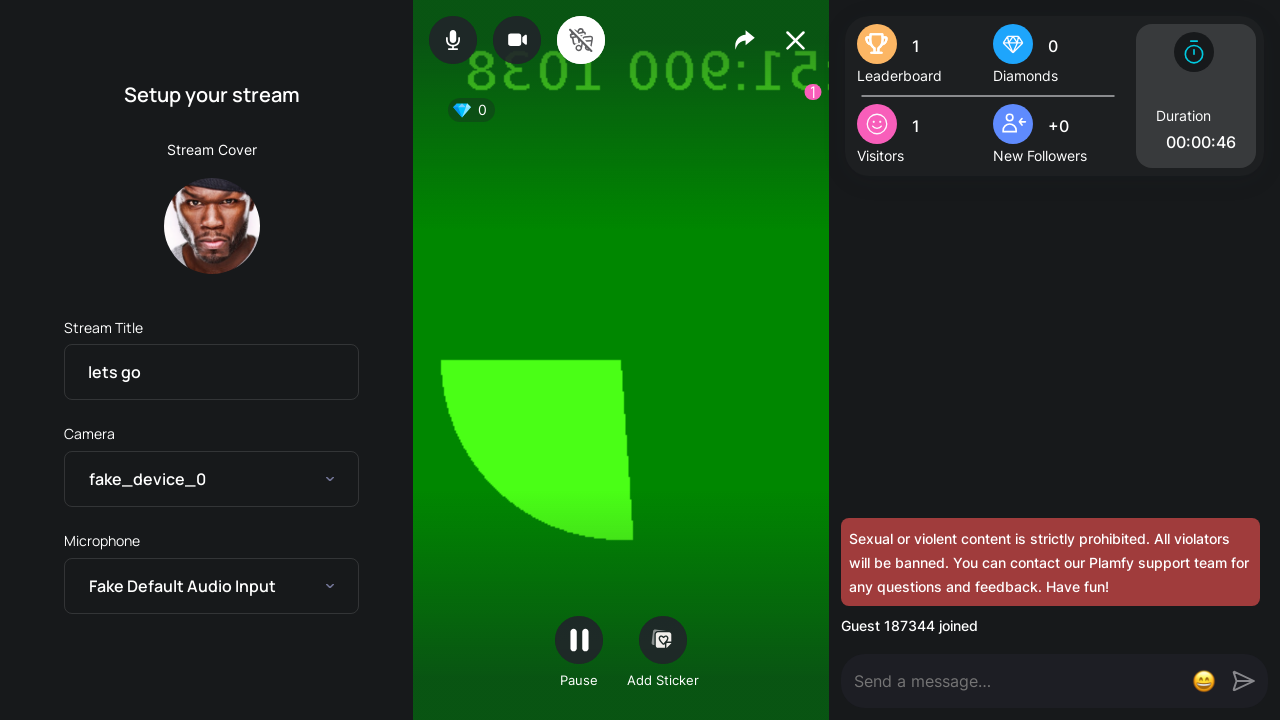 Setup your stream
Stream Cover
Stream Title
lets go
Camera
fake_device_0
Microphone
Fake Default Audio Input
0
1
Pause
Add Sticker
1
Leaderboard
0
Diamonds
1
Visitors
+0
New Followers
Duration
00:00:46
Sexual or violent content is strictly prohibited. All violators
will be banned. You can contact our Plamfy support team for
any questions and feedback. Have fun!
Guest 187344 joined
Send a message...